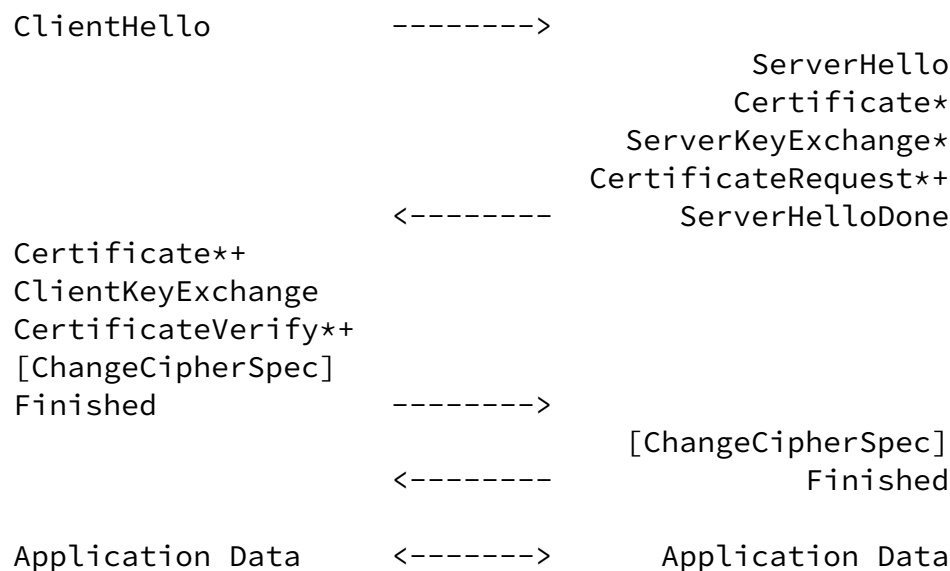 ClientHello -------->
ServerHello
Certificate*
ServerKeyExchange*
CertificateRequest*+
<-------- ServerHelloDone
Certificate*+
ClientKeyExchange
CertificateVerify*+
[ChangeCipherSpec]
Finished -------->
[ChangeCipherSpec]
<-------- Finished
Application Data <-------> Application Data